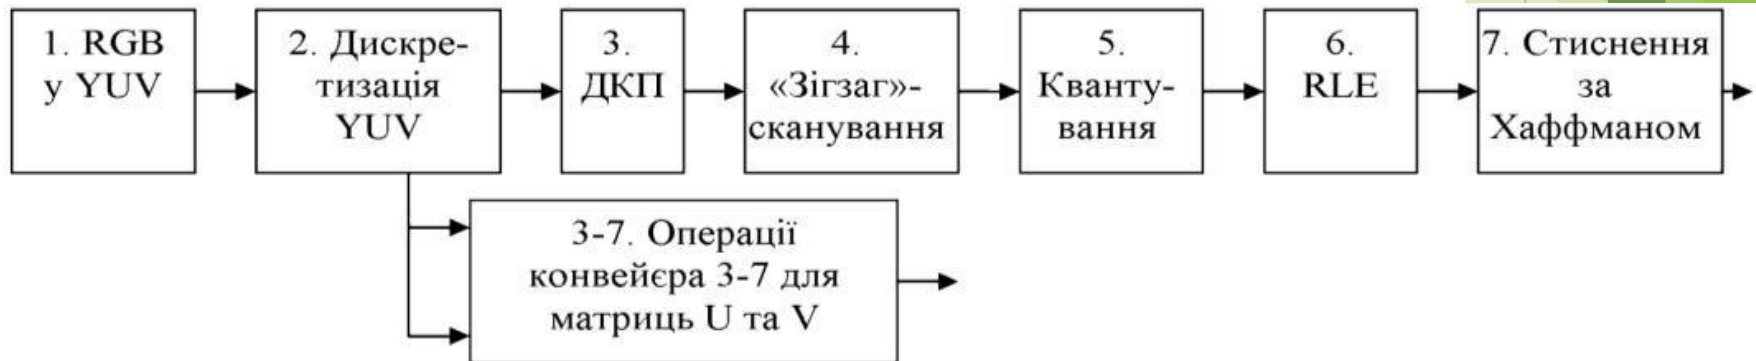 1. RGB
у YUV
2. Дискре-
тизація
YUV
3.
ДКП
4.
«Зігзаг»-
сканування
5.
Кванту-
вання
6.
RLE
7. Стиснення
за
Хаффманом
3-7. Операції
конвейєра 3-7 для
матриць U та V